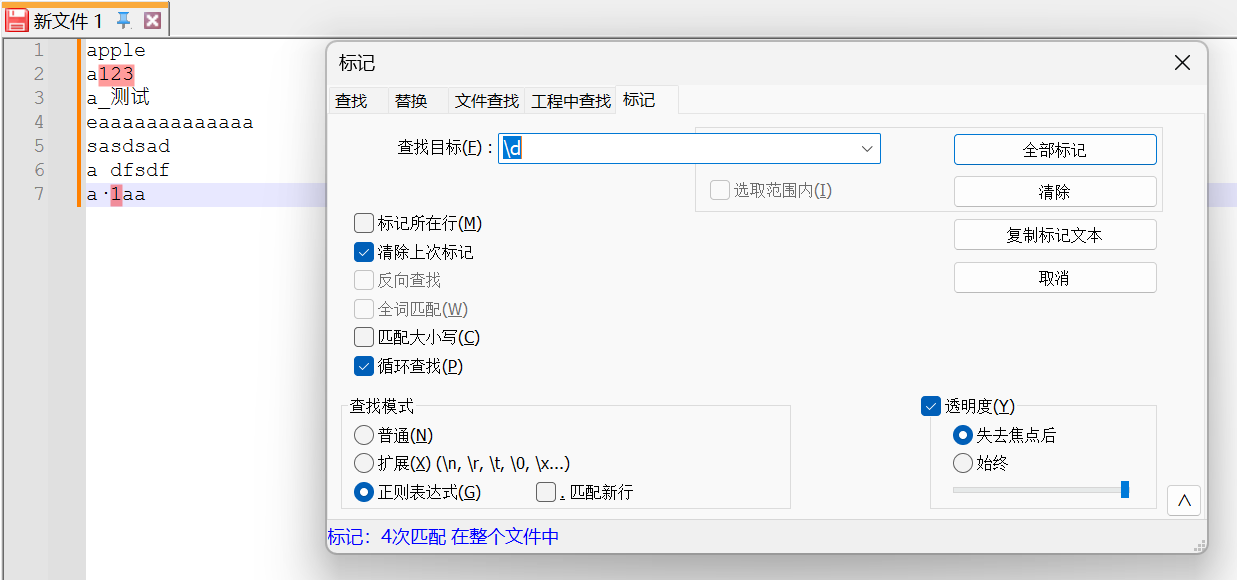 新文件 1
1 apple
2 a123
3 a_测试
4 eaaaaaaaaaaaaa
5 sasdsad
6 a dfsdf
7 a·1aa
标记
查找 替换 文件查找 工程中查找 标记
查找目标(F)： \d
全部标记
选取范围内(I)
清除
标记所在行(M)
复制标记文本
清除上次标记
取消
反向查找
全词匹配(W)
匹配大小写(C)
循环查找(P)
查找模式
透明度(Y)
普通(N)
失去焦点后
扩展(X) (\n, \r, \t, \0, \x...)
始终
正则表达式(G) . 匹配新行
标记： 4次匹配 在整个文件中